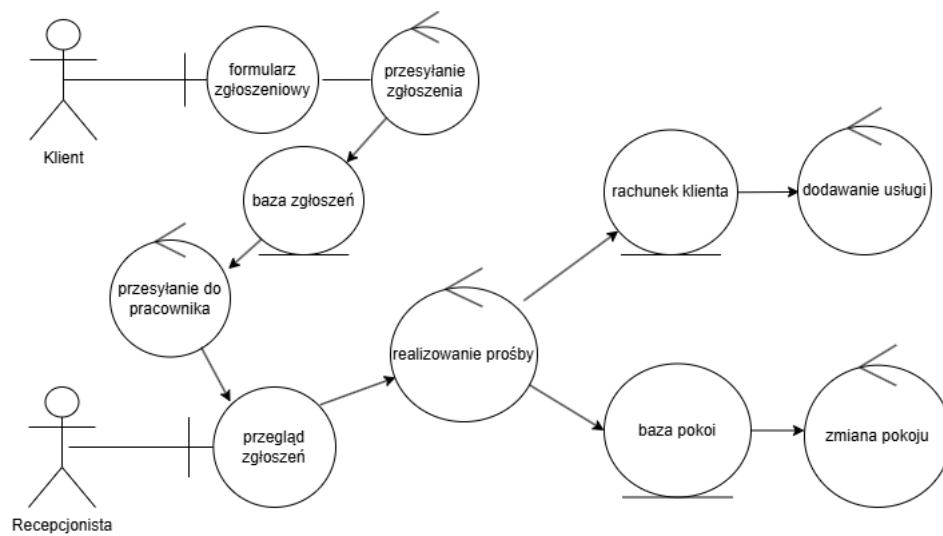 formularz
zgłoszeniowy
przesyłanie
zgłoszenia
Klient
baza zgłoszeń
rachunek klienta
dodawanie usługi
przesyłanie do
pracownika
realizowanie prośby
przegląd
zgłoszeń
baza pokoi
zmiana pokoju
Recepcjonista